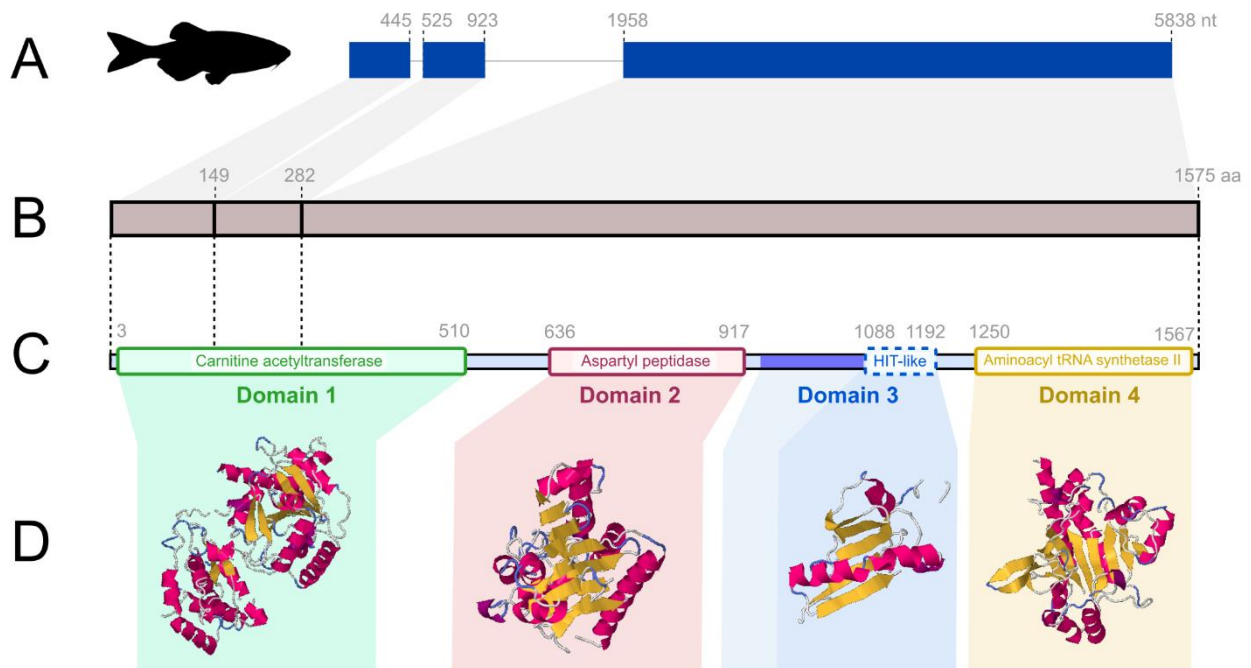 A
445 525 923 1958 5838 nt
B
149 282 1575 aa
C
3 510 636 917 1088 1192 1250 1567
Carnitine acetyltransferase Aspartyl peptidase HIT-like Aminoacyl tRNA synthetase II
Domain 1 Domain 2 Domain 3 Domain 4
D